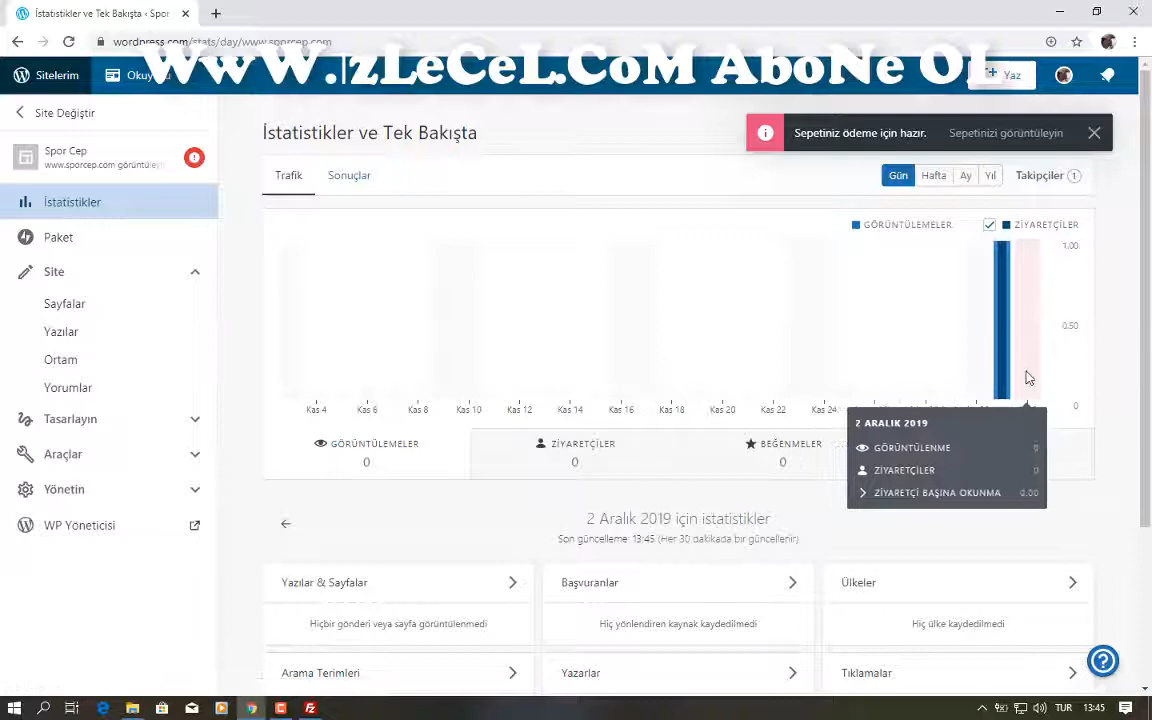 İstatistikler ve Tek Bakışta ‹ Spor
wordpress.com/stats/day/www.sporcep.com
WwW.İzLeCeL.CoM AboNe OL
Sitelerim
Yaz
Site Değiştir
Spor Cep
www.sporcep.com
İstatistikler
Paket
Site
Sayfalar
Yazılar
Ortam
Yorumlar
Tasarlayın
Araçlar
Yönetin
WP Yöneticisi
İstatistikler ve Tek Bakışta
Sepetiniz ödeme için hazır. Sepetinizi görüntüleyin
Trafik Sonuçlar
Gün Hafta Ay Yıl Takipçiler 1
GÖRÜNTÜLEMELER ZİYARETÇİLER
1.00
0.50
0
Kas 4 Kas 6 Kas 8 Kas 10 Kas 12 Kas 14 Kas 16 Kas 18 Kas 20 Kas 22 Kas 24
GÖRÜNTÜLEMELER ZİYARETÇİLER BEĞENMELER
0 0 0
2 ARALIK 2019
GÖRÜNTÜLENME
ZİYARETÇİLER 0
ZİYARETÇİ BAŞINA OKUNMA 0.00
2 Aralık 2019 için istatistikler
Son güncelleme: 13:45 (Her 30 dakikada bir güncellenir)
Yazılar & Sayfalar Başvuranlar Ülkeler
Hiçbir gönderi veya sayfa görüntülenmedi Hiç yönlendiren kaynak kaydedilmedi Hiç ülke kaydedilmedi
Arama Terimleri Yazarlar Tıklamalar
TUR 13:45